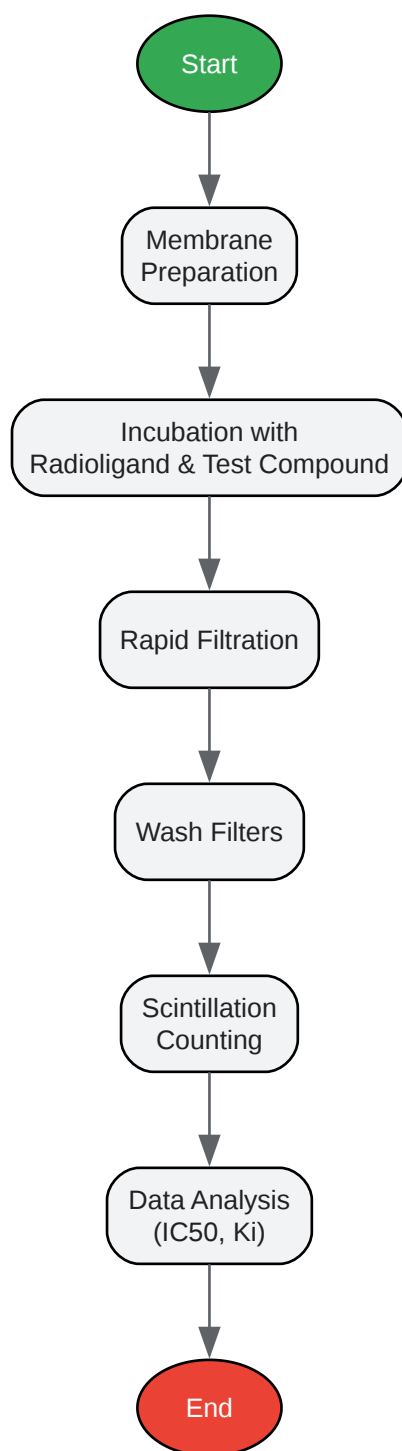 Start
Membrane
Preparation
Incubation with
Radioligand & Test Compound
Rapid Filtration
Wash Filters
Scintillation
Counting
Data Analysis
(IC50, Ki)
End